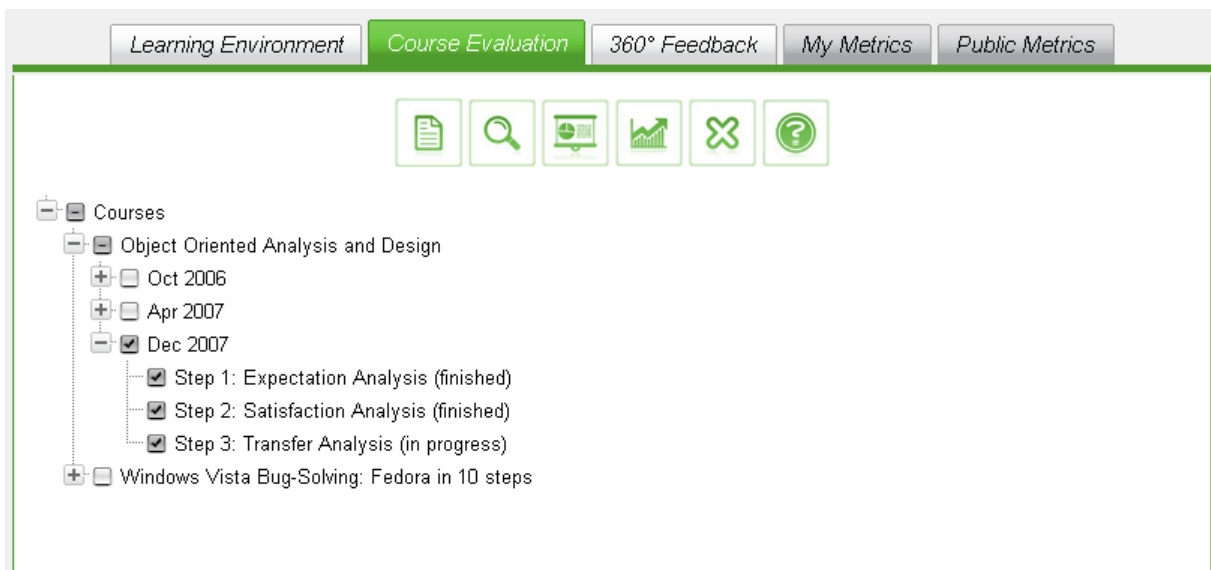 Learning Environment Course Evaluation 360° Feedback My Metrics Public Metrics
Courses
Object Oriented Analysis and Design
Oct 2006
Apr 2007
Dec 2007
Step 1: Expectation Analysis (finished)
Step 2: Satisfaction Analysis (finished)
Step 3: Transfer Analysis (in progress)
Windows Vista Bug-Solving: Fedora in 10 steps